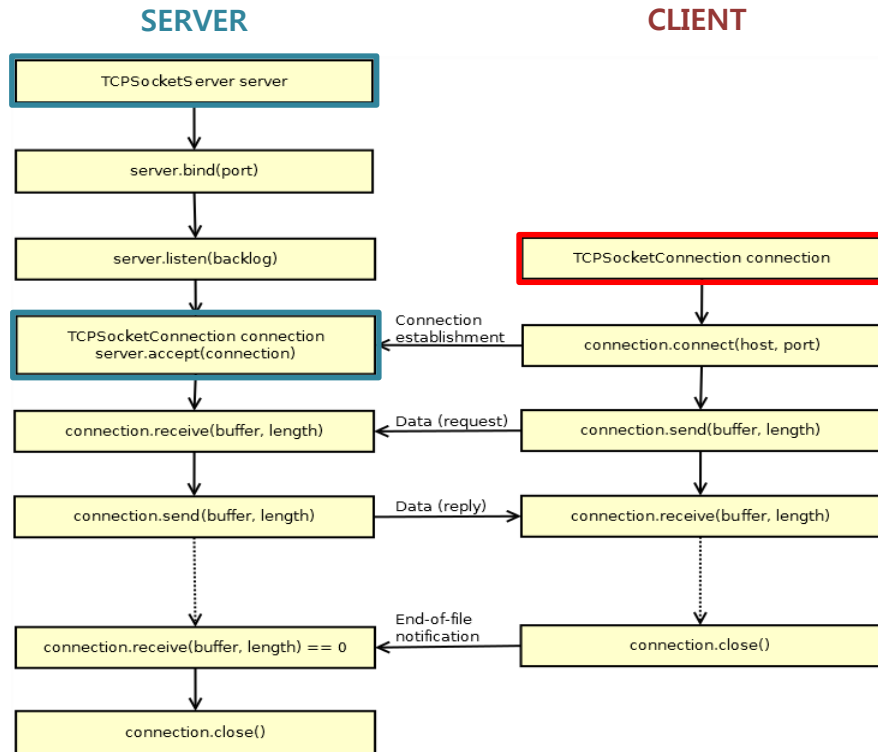 SERVER
CLIENT
TCPSocketServer server
server.bind(port)
server.listen(backlog)
TCPSocketConnection connection
TCPSocketConnection connection
server.accept(connection)
Connection
establishment
connection.connect(host, port)
connection.receive(buffer, length)
Data (request)
connection.send(buffer, length)
connection.send(buffer, length)
Data (reply)
connection.receive(buffer, length)
connection.receive(buffer, length) == 0
End-of-file
notification
connection.close()
connection.close()